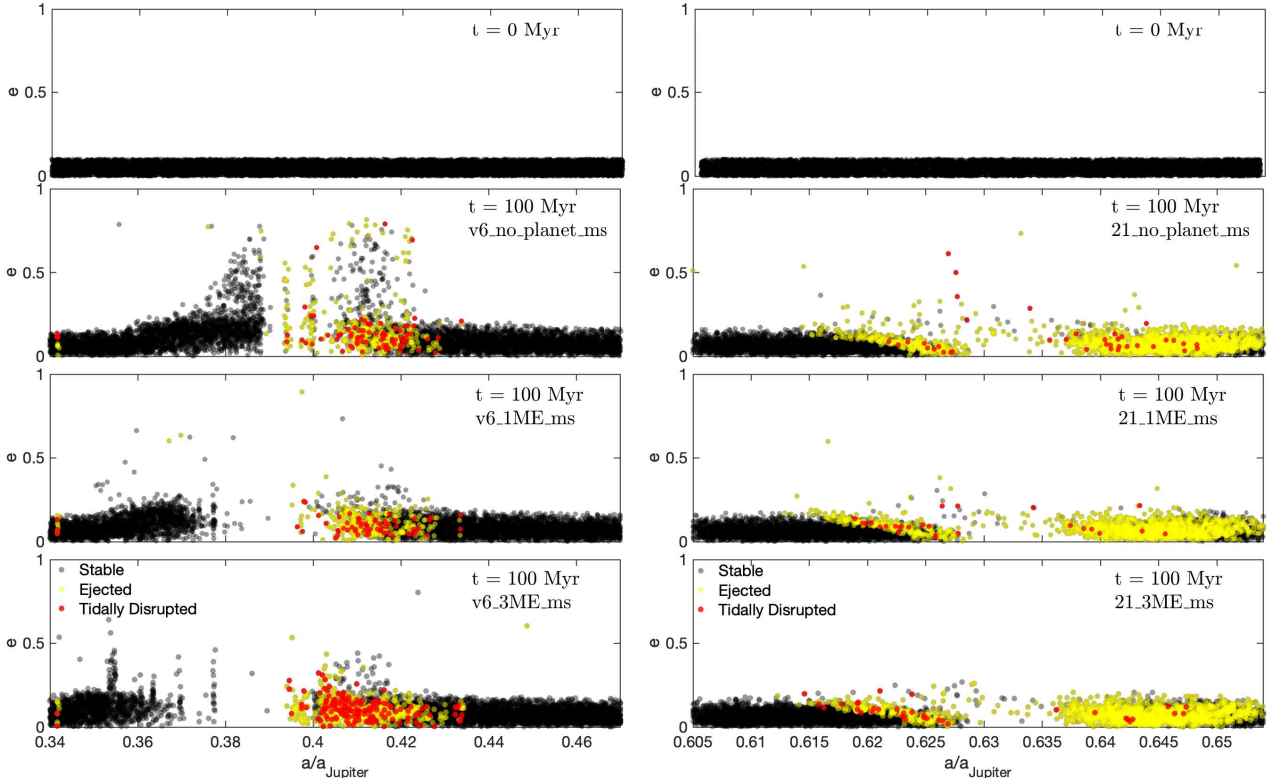 1
t = 0 Myr
e
0.5
0
1
t = 100 Myr
v6_no_planet_ms
e
0.5
0
1
t = 100 Myr
v6_1ME_ms
e
0.5
0
1
Stable
Ejected
Tidally Disrupted
t = 100 Myr
v6_3ME_ms
e
0.5
0
0.34 0.36 0.38 0.4 0.42 0.44 0.46
a/aJupiter
1
t = 0 Myr
e
0.5
0
1
t = 100 Myr
21_no_planet_ms
e
0.5
0
1
t = 100 Myr
21_1ME_ms
e
0.5
0
1
Stable
Ejected
Tidally Disrupted
t = 100 Myr
21_3ME_ms
e
0.5
0
0.605 0.61 0.615 0.62 0.625 0.63 0.635 0.64 0.645 0.65
a/aJupiter